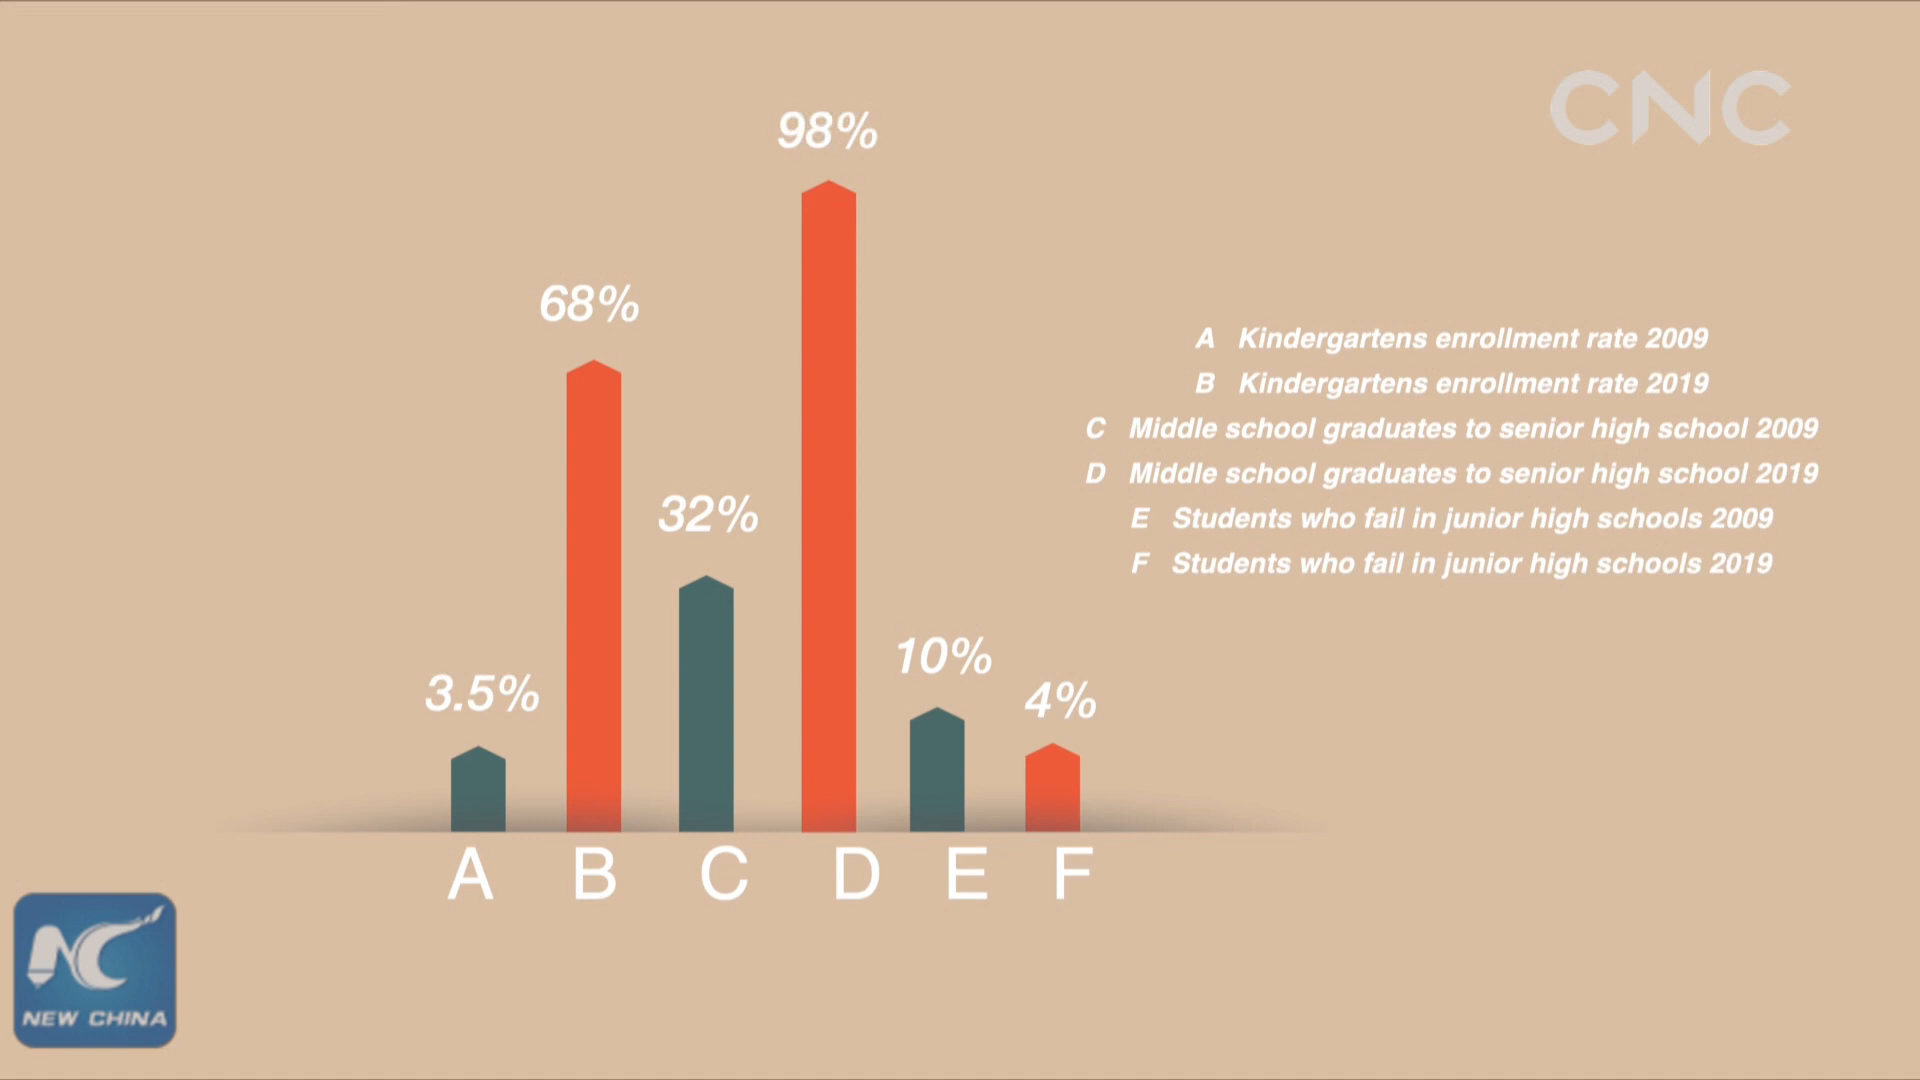 CNC
98%
68%
32%
10%
3.5%
4%
A Kindergartens enrollment rate 2009
B Kindergartens enrollment rate 2019
C Middle school graduates to senior high school 2009
D Middle school graduates to senior high school 2019
E Students who fail in junior high schools 2009
F Students who fail in junior high schools 2019
A B C D E F
NC
NEW CHINA